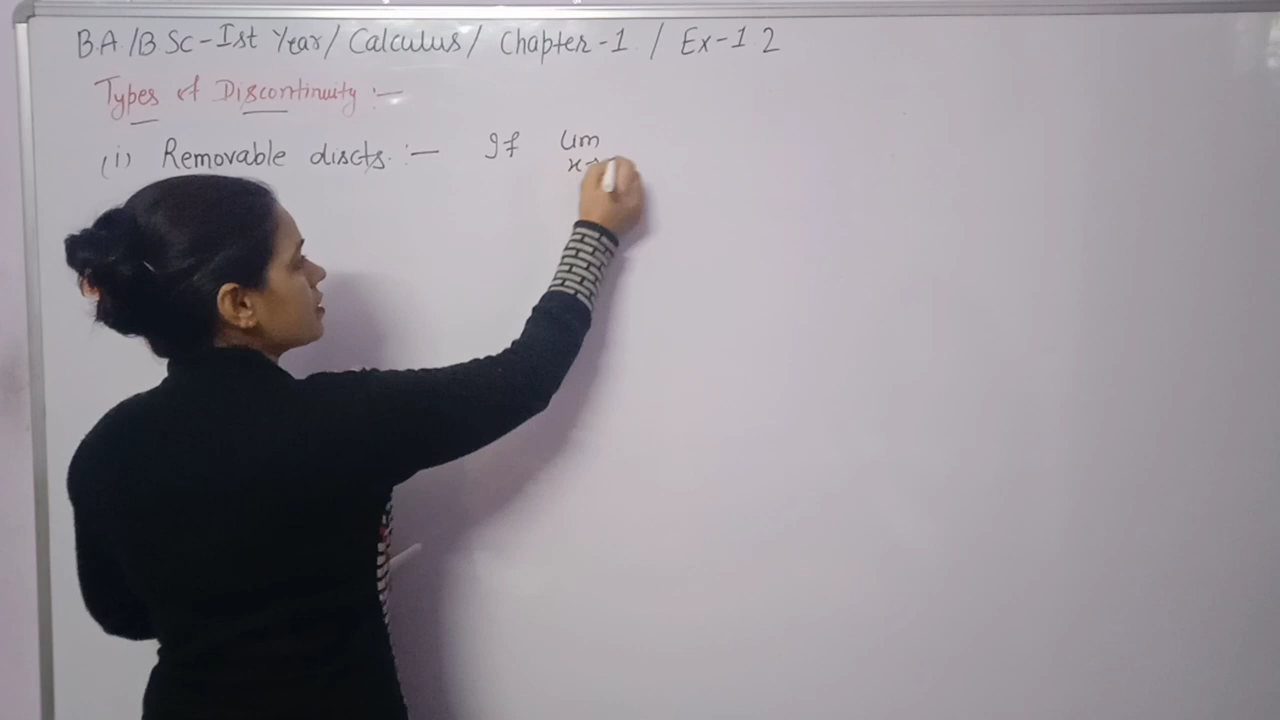 B.A./B Sc - Ist Year / Calculus / Chapter-1 / Ex-1.2
Types of Discontinuity :-
(i) Removable discts. :- If lim
x→